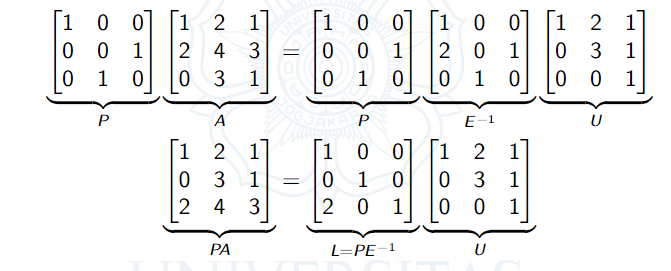 [1 0 0; 0 0 1; 0 1 0] [1 2 1; 2 4 3; 0 3 1] = [1 0 0; 0 0 1; 0 1 0] [1 0 0; 2 0 1; 0 1 0] [1 2 1; 0 3 1; 0 0 1]
P A P E⁻¹ U
[1 2 1; 0 3 1; 2 4 3] = [1 0 0; 0 1 0; 2 0 1] [1 2 1; 0 3 1; 0 0 1]
PA L=PE⁻¹ U